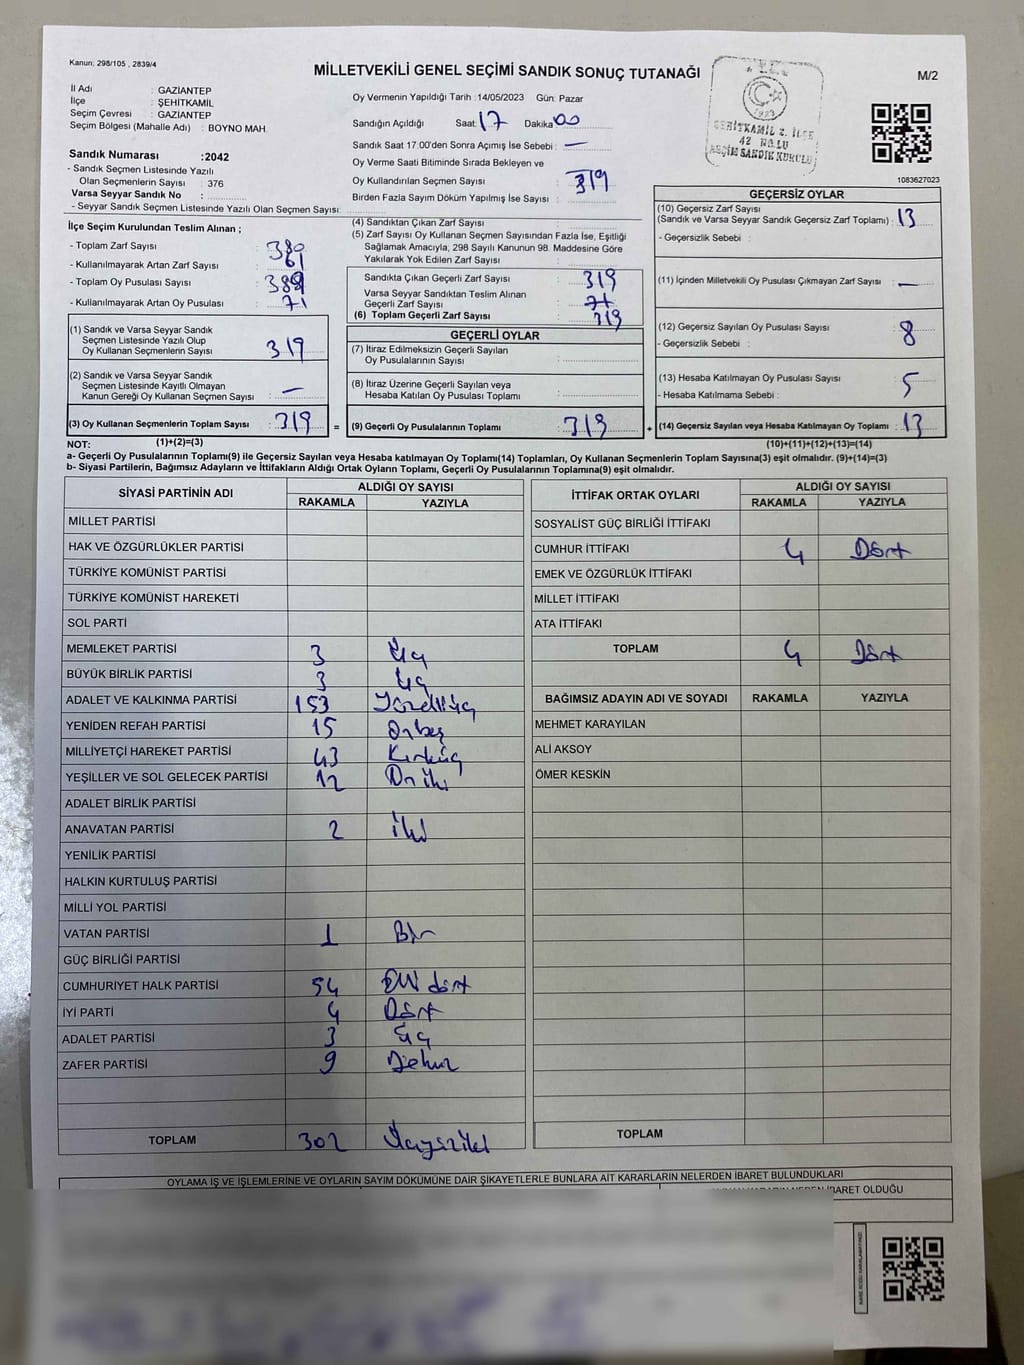 Kanun; 298/105 , 2839/4
MİLLETVEKİLİ GENEL SEÇİMİ SANDIK SONUÇ TUTANAĞI
M/2
İl Adı : GAZİANTEP
İlçe : ŞEHİTKAMİL
Seçim Çevresi : GAZİANTEP
Seçim Bölgesi (Mahalle Adı) : BOYNO MAH.
Sandık Numarası :2042
- Sandık Seçmen Listesinde Yazılı
Olan Seçmenlerin Sayısı : 376
Varsa Seyyar Sandık No :
- Seyyar Sandık Seçmen Listesinde Yazılı Olan Seçmen Sayısı:
Oy Vermenin Yapıldığı Tarih :14/05/2023 Gün: Pazar
Sandığın Açıldığı Saat: 17 Dakika 00
Sandık Saat 17:00'den Sonra Açımış İse Sebebi : —
Oy Verme Saati Bitiminde Sırada Bekleyen ve
Oy Kullandırılan Seçmen Sayısı : 319
Birden Fazla Sayım Döküm Yapılmış İse Sayısı :
ŞEHİTKAMİL 2. İLÇE
42 NOLU
SEÇİM SANDIK KURULU
1923
1083627023
İlçe Seçim Kurulundan Teslim Alınan ;
- Toplam Zarf Sayısı : 380
- Kullanılmayarak Artan Zarf Sayısı : 61
- Toplam Oy Pusulası Sayısı :
- Kullanılmayarak Artan Oy Pusulası : 71
(4) Sandıktan Çıkan Zarf Sayısı :
(5) Zarf Sayısı Oy Kullanan Seçmen Sayısından Fazla İse, Eşitliği
Sağlamak Amacıyla, 298 Sayılı Kanunun 98. Maddesine Göre
Yakılarak Yok Edilen Zarf Sayısı :
Sandıkta Çıkan Geçerli Zarf Sayısı : 319
Varsa Seyyar Sandıktan Teslim Alınan
Geçerli Zarf Sayısı :
(6) Toplam Geçerli Zarf Sayısı : 319
GEÇERSİZ OYLAR
(10) Geçersiz Zarf Sayısı
(Sandık ve Varsa Seyyar Sandık Geçersiz Zarf Toplamı) : 13
- Geçersizlik Sebebi :
(11) İçinden Milletvekili Oy Pusulası Çıkmayan Zarf Sayısı : —
(12) Geçersiz Sayılan Oy Pusulası Sayısı : 8
- Geçersizlik Sebebi :
(13) Hesaba Katılmayan Oy Pusulası Sayısı : 5
- Hesaba Katılmama Sebebi :
(14) Geçersiz Sayılan veya Hesaba Katılmayan Oy Toplamı : 13
(1) Sandık ve Varsa Seyyar Sandık
Seçmen Listesinde Yazılı Olup
Oy Kullanan Seçmenlerin Sayısı : 319
(2) Sandık ve Varsa Seyyar Sandık
Seçmen Listesinde Kayıtlı Olmayan
Kanun Gereği Oy Kullanan Seçmen Sayısı : —
(3) Oy Kullanan Seçmenlerin Toplam Sayısı : 319 =
GEÇERLİ OYLAR
(7) İtiraz Edilmeksizin Geçerli Sayılan
Oy Pusulalarının Sayısı :
(8) İtiraz Üzerine Geçerli Sayılan veya
Hesaba Katılan Oy Pusulası Toplamı :
(9) Geçerli Oy Pusulalarının Toplamı : 319 +
NOT: (1)+(2)=(3) (10)+(11)+(12)+(13)=(14)
a- Geçerli Oy Pusulasının Toplamı(9) ile Geçersiz Sayılan veya Hesaba katılmayan Oy Toplamı(14) Toplamları, Oy Kullanan Seçmenlerin Toplam Sayısına(3) eşit olmalıdır. (9)+(14)=(3)
b- Siyasi Partilerin, Bağımsız Adayların ve İttifakların Aldığı Ortak Oyların Toplamı, Geçerli Oy Pusulalarının Toplamına(9) eşit olmalıdır.
SİYASİ PARTİNİN ADI ALDIĞI OY SAYISI
RAKAMLA YAZIYLA
MİLLET PARTİSİ
HAK VE ÖZGÜRLÜKLER PARTİSİ
TÜRKİYE KOMÜNİST PARTİSİ
TÜRKİYE KOMÜNİST HAREKETİ
SOL PARTİ
MEMLEKET PARTİSİ 3 Üç
BÜYÜK BİRLİK PARTİSİ 3 Üç
ADALET VE KALKINMA PARTİSİ 153 Yüzelliüç
YENİDEN REFAH PARTİSİ 15 Onbeş
MİLLİYETÇİ HAREKET PARTİSİ 43 Kırküç
YEŞİLLER VE SOL GELECEK PARTİSİ 12 On iki
ADALET BİRLİK PARTİSİ
ANAVATAN PARTİSİ 2 İki
YENİLİK PARTİSİ
HALKIN KURTULUŞ PARTİSİ
MİLLİ YOL PARTİSİ
VATAN PARTİSİ 1 Bir
GÜÇ BİRLİĞİ PARTİSİ
CUMHURİYET HALK PARTİSİ 54 Elli dört
İYİ PARTİ 4 Dört
ADALET PARTİSİ 3 Üç
ZAFER PARTİSİ 9 Dokuz
TOPLAM 302 Üçyüziki
İTTİFAK ORTAK OYLARI ALDIĞI OY SAYISI
RAKAMLA YAZIYLA
SOSYALİST GÜÇ BİRLİĞİ İTTİFAKI
CUMHUR İTTİFAKI 4 Dört
EMEK VE ÖZGÜRLÜK İTTİFAKI
MİLLET İTTİFAKI
ATA İTTİFAKI
TOPLAM 4 Dört
BAĞIMSIZ ADAYIN ADI VE SOYADI RAKAMLA YAZIYLA
MEHMET KARAYILAN
ALİ AKSOY
ÖMER KESKİN
TOPLAM
OYLAMA İŞ VE İŞLEMLERİNE VE OYLARIN SAYIM DÖKÜMÜNE DAİR ŞİKAYETLERLE BUNLARA AİT KARARLARIN NELERDEN İBARET BULUNDUKLARI
OLDUĞU